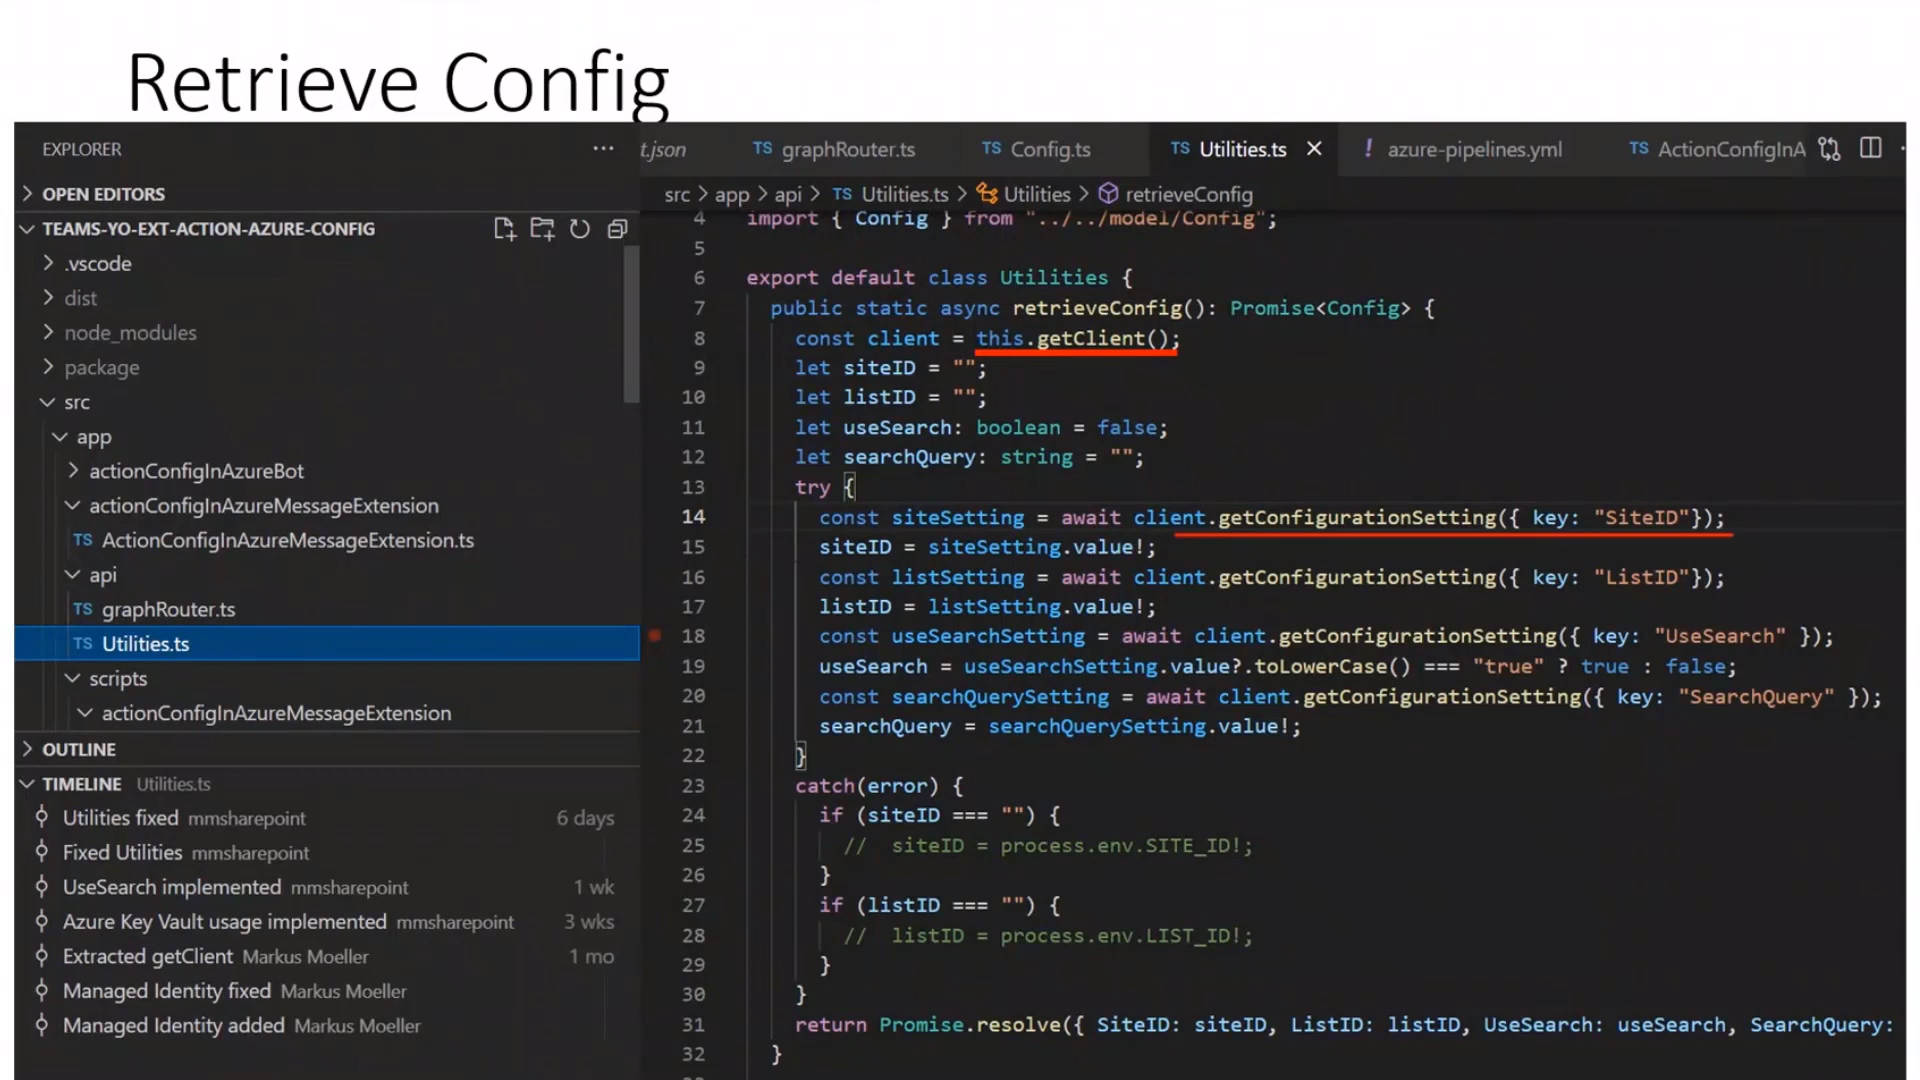 Retrieve Config
EXPLORER
OPEN EDITORS
TEAMS-YO-EXT-ACTION-AZURE-CONFIG
.vscode
dist
node_modules
package
src
app
actionConfigInAzureBot
actionConfigInAzureMessageExtension
TS ActionConfigInAzureMessageExtension.ts
api
TS graphRouter.ts
TS Utilities.ts
scripts
actionConfigInAzureMessageExtension
OUTLINE
TIMELINE Utilities.ts
Utilities fixed mmsharepoint 6 days
Fixed Utilities mmsharepoint
UseSearch implemented mmsharepoint 1 wk
Azure Key Vault usage implemented mmsharepoint 3 wks
Extracted getClient Markus Moeller 1 mo
Managed Identity fixed Markus Moeller
Managed Identity added Markus Moeller
t.json TS graphRouter.ts TS Config.ts TS Utilities.ts ! azure-pipelines.yml TS ActionConfigInA
src > app > api > TS Utilities.ts > Utilities > retrieveConfig
4 import { Config } from "../../model/Config";
5
6 export default class Utilities {
7 public static async retrieveConfig(): Promise<Config> {
8 const client = this.getClient();
9 let siteID = "";
10 let listID = "";
11 let useSearch: boolean = false;
12 let searchQuery: string = "";
13 try {
14 const siteSetting = await client.getConfigurationSetting({ key: "SiteID"});
15 siteID = siteSetting.value!;
16 const listSetting = await client.getConfigurationSetting({ key: "ListID"});
17 listID = listSetting.value!;
18 const useSearchSetting = await client.getConfigurationSetting({ key: "UseSearch" });
19 useSearch = useSearchSetting.value?.toLowerCase() === "true" ? true : false;
20 const searchQuerySetting = await client.getConfigurationSetting({ key: "SearchQuery" });
21 searchQuery = searchQuerySetting.value!;
22 }
23 catch(error) {
24 if (siteID === "") {
25 // siteID = process.env.SITE_ID!;
26 }
27 if (listID === "") {
28 // listID = process.env.LIST_ID!;
29 }
30 }
31 return Promise.resolve({ SiteID: siteID, ListID: listID, UseSearch: useSearch, SearchQuery:
32 }